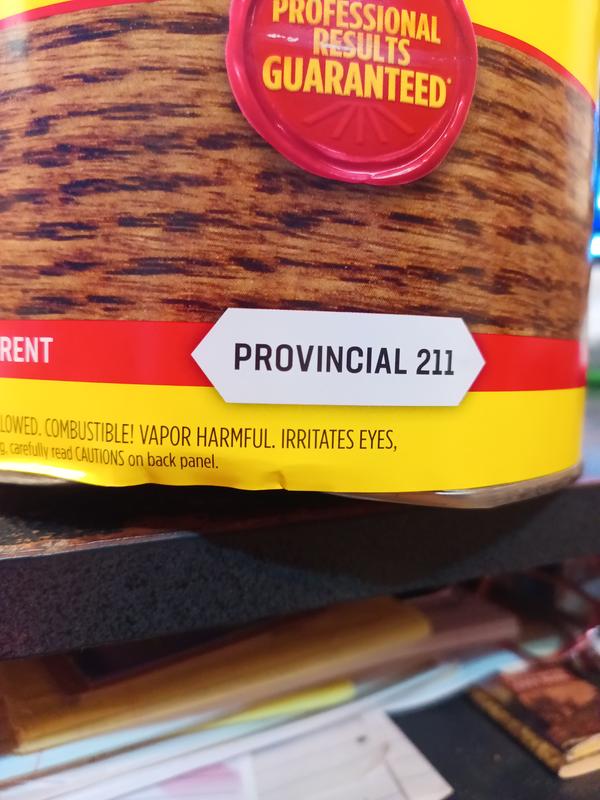 PROFESSIONAL
RESULTS
GUARANTEED*
RENT
PROVINCIAL 211
LOWED. COMBUSTIBLE! VAPOR HARMFUL. IRRITATES EYES,
g, carefully read CAUTIONS on back panel.